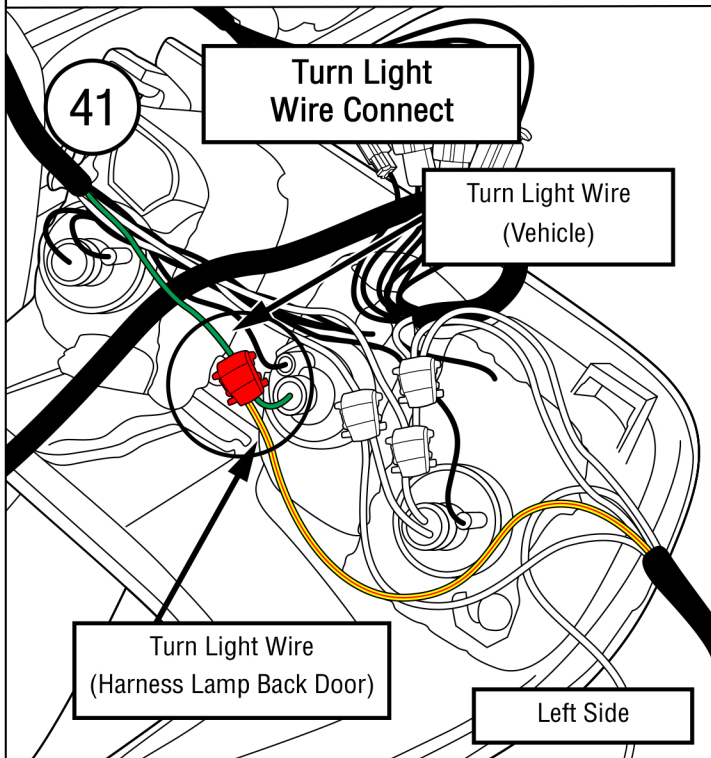 41
Turn Light
Wire Connect
Turn Light Wire
(Vehicle)
Turn Light Wire
(Harness Lamp Back Door)
Left Side